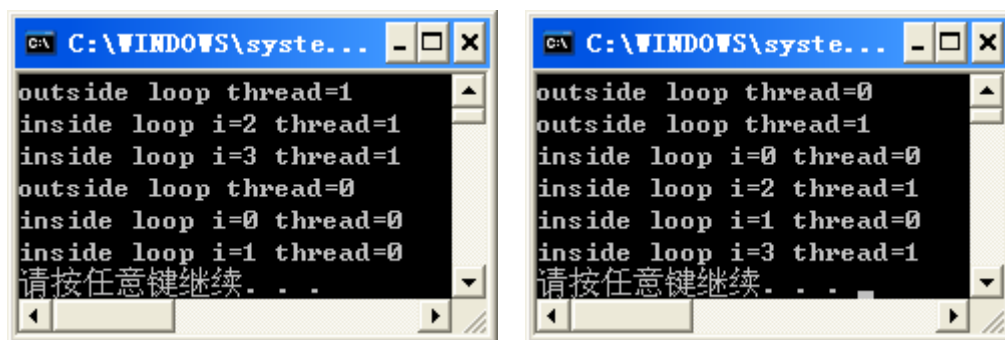 C:\WINDOWS\syste...
outside loop thread=1
inside loop i=2 thread=1
inside loop i=3 thread=1
outside loop thread=0
inside loop i=0 thread=0
inside loop i=1 thread=0
请按任意键继续. . .
C:\WINDOWS\syste...
outside loop thread=0
outside loop thread=1
inside loop i=0 thread=0
inside loop i=2 thread=1
inside loop i=1 thread=0
inside loop i=3 thread=1
请按任意键继续. . .